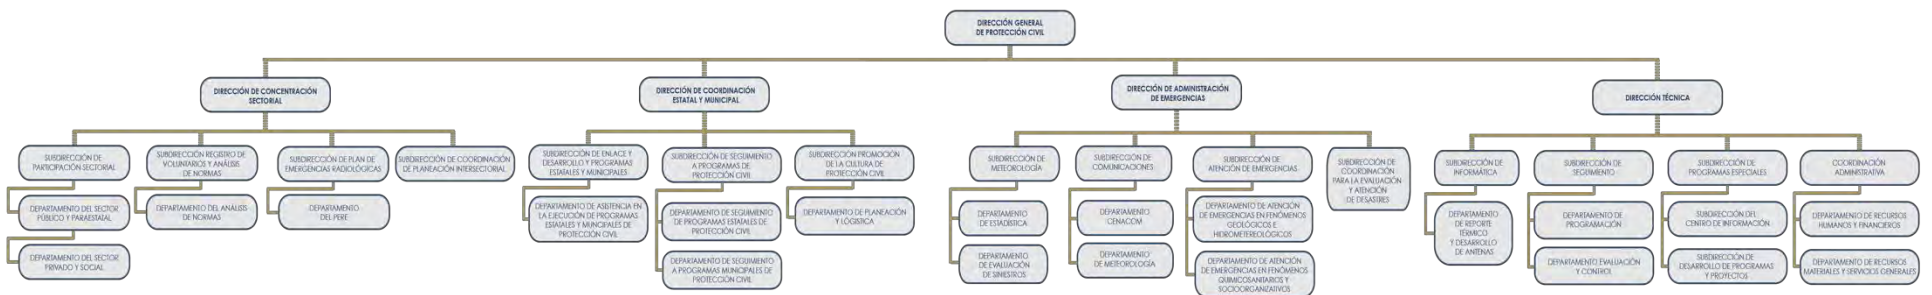 DIRECCIÓN GENERAL
DE PROTECCIÓN CIVIL
DIRECCIÓN DE CONCENTRACIÓN
SECTORIAL
DIRECCIÓN DE COORDINACIÓN
ESTATAL Y MUNICIPAL
DIRECCIÓN DE ADMINISTRACIÓN
DE EMERGENCIAS
DIRECCIÓN TÉCNICA
SUBDIRECCIÓN DE
PARTICIPACIÓN SECTORIAL
SUBDIRECCIÓN REGISTRO DE
VOLUNTARIOS Y ANÁLISIS
DE NORMAS
SUBDIRECCIÓN DE PLAN DE
EMERGENCIAS RADIOLÓGICAS
SUBDIRECCIÓN DE COORDINACIÓN
DE PLANEACIÓN INTERSECTORIAL
SUBDIRECCIÓN DE ENLACE Y
DESARROLLO Y PROGRAMAS
ESTATALES Y MUNICIPALES
SUBDIRECCIÓN DE SEGUIMIENTO
A PROGRAMAS DE
PROTECCIÓN CIVIL
SUBDIRECCIÓN PROMOCIÓN
DE LA CULTURA DE
PROTECCIÓN CIVIL
SUBDIRECCIÓN DE
METEOROLOGÍA
SUBDIRECCIÓN DE
COMUNICACIONES
SUBDIRECCIÓN DE
ATENCIÓN DE EMERGENCIAS
SUBDIRECCIÓN DE
COORDINACIÓN
PARA LA EVALUACIÓN
Y ATENCIÓN
DE DESASTRES
SUBDIRECCIÓN DE
INFORMÁTICA
SUBDIRECCIÓN DE
SEGUIMIENTO
SUBDIRECCIÓN DE
PROGRAMAS ESPECIALES
COORDINACIÓN
ADMINISTRATIVA
DEPARTAMENTO DEL SECTOR
PÚBLICO Y PARAESTATAL
DEPARTAMENTO DEL ANÁLISIS
DE NORMAS
DEPARTAMENTO
DEL PERE
DEPARTAMENTO DE ASISTENCIA EN
LA EJECUCIÓN DE PROGRAMAS
ESTATALES Y MUNICIPALES DE
PROTECCIÓN CIVIL
DEPARTAMENTO DE SEGUIMIENTO
DE PROGRAMAS ESTATALES DE
PROTECCIÓN CIVIL
DEPARTAMENTO DE PLANEACIÓN
Y LÓGISTICA
DEPARTAMENTO
DE ESTADÍSTICA
DEPARTAMENTO
CENACOM
DEPARTAMENTO DE ATENCIÓN
DE EMERGENCIAS EN FENÓMENOS
GEOLÓGICOS E
HIDROMETEREOLÓGICOS
DEPARTAMENTO
DE REPORTE
TÉRMICO
Y DESARROLLO
DE ANTENAS
DEPARTAMENTO DE
PROGRAMACIÓN
SUBDIRECCIÓN DEL
CENTRO DE INFORMACIÓN
DEPARTAMENTO DE RECURSOS
HUMANOS Y FINANCIEROS
DEPARTAMENTO DEL SECTOR
PRIVADO Y SOCIAL
DEPARTAMENTO DE SEGUIMIENTO
A PROGRAMAS MUNICIPALES DE
PROTECCIÓN CIVIL
DEPARTAMENTO
DE EVALUACIÓN
DE SINIESTROS
DEPARTAMENTO
DE METEOROLOGÍA
DEPARTAMENTO DE ATENCIÓN
DE EMERGENCIAS EN FENÓMENOS
QUIMICOSANITARIOS Y
SOCIOORGANIZATIVOS
DEPARTAMENTO EVALUACIÓN
Y CONTROL
SUBDIRECCIÓN DE
DESARROLLO DE PROGRAMAS
Y PROYECTOS
DEPARTAMENTO DE RECURSOS
MATERIALES Y SERVICIOS GENERALES